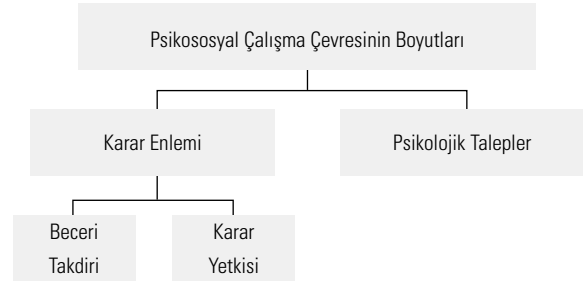 Psikososyal Çalışma Çevresinin Boyutları
Karar Enlemi
Psikolojik Talepler
Beceri
Takdiri
Karar
Yetkisi